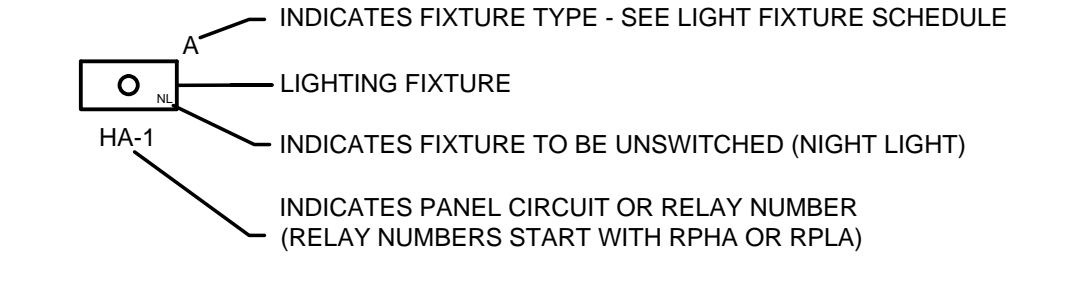 INDICATES FIXTURE TYPE - SEE LIGHT FIXTURE SCHEDULE
A
LIGHTING FIXTURE
NL
HA-1
INDICATES FIXTURE TO BE UNSWITCHED (NIGHT LIGHT)
INDICATES PANEL CIRCUIT OR RELAY NUMBER
(RELAY NUMBERS START WITH RPHA OR RPLA)